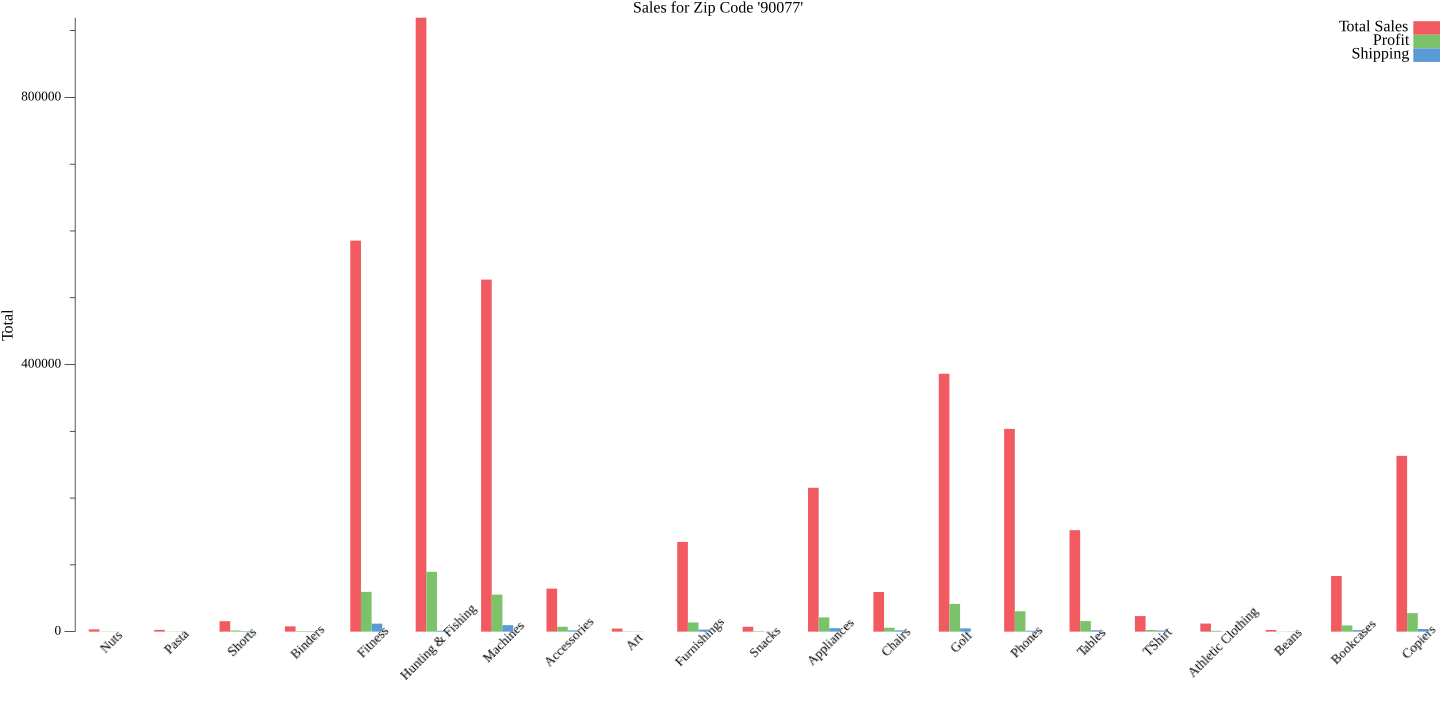 Sales for Zip Code '90077'
Total Sales
Profit
Shipping
800000
400000
0
Total
Nuts
Pasta
Shorts
Binders
Fitness
Hunting & Fishing
Machines
Accessories
Art
Furnishings
Snacks
Appliances
Chairs
Golf
Phones
Tables
TShirt
Athletic Clothing
Beans
Bookcases
Copiers